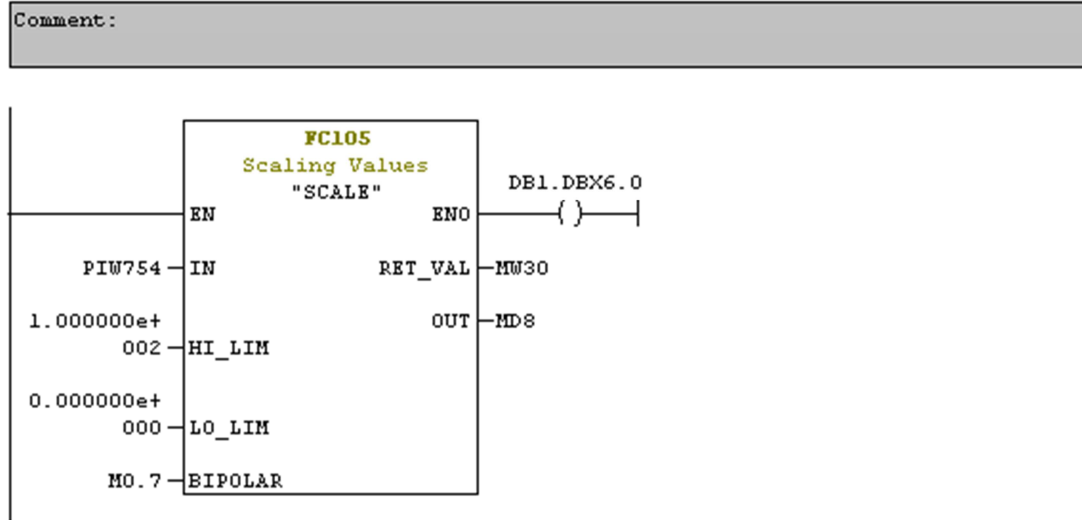 Comment:
FC105
Scaling Values
"SCALE"
DB1.DBX6.0
EN
ENO
( )
PIW754
IN
RET_VAL
MW30
1.000000e+
002
HI_LIM
OUT
MD8
0.000000e+
000
LO_LIM
M0.7
BIPOLAR